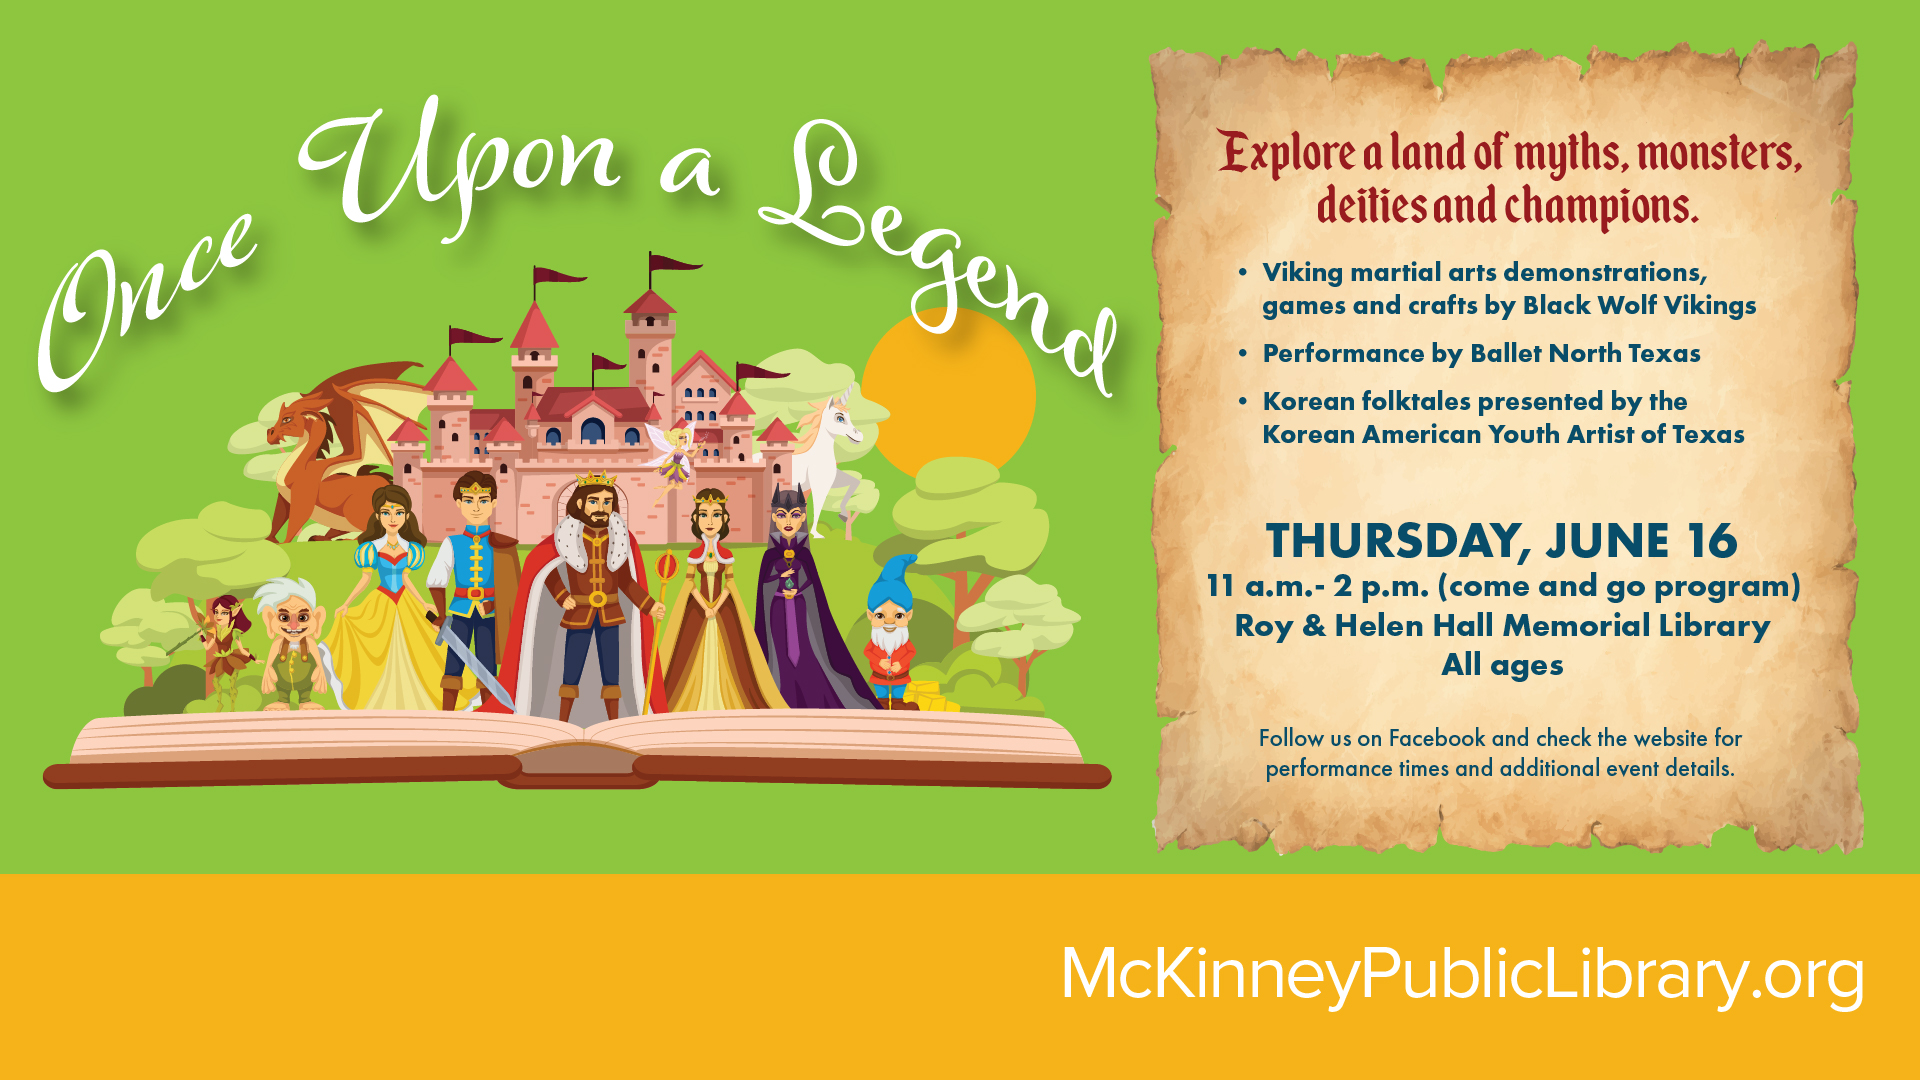 Once Upon a Legend
Explore a land of myths, monsters,
deities and champions.
• Viking martial arts demonstrations,
games and crafts by Black Wolf Vikings
• Performance by Ballet North Texas
• Korean folktales presented by the
Korean American Youth Artist of Texas
THURSDAY, JUNE 16
11 a.m.- 2 p.m. (come and go program)
Roy & Helen Hall Memorial Library
All ages
Follow us on Facebook and check the website for
performance times and additional event details.
McKinneyPublicLibrary.org